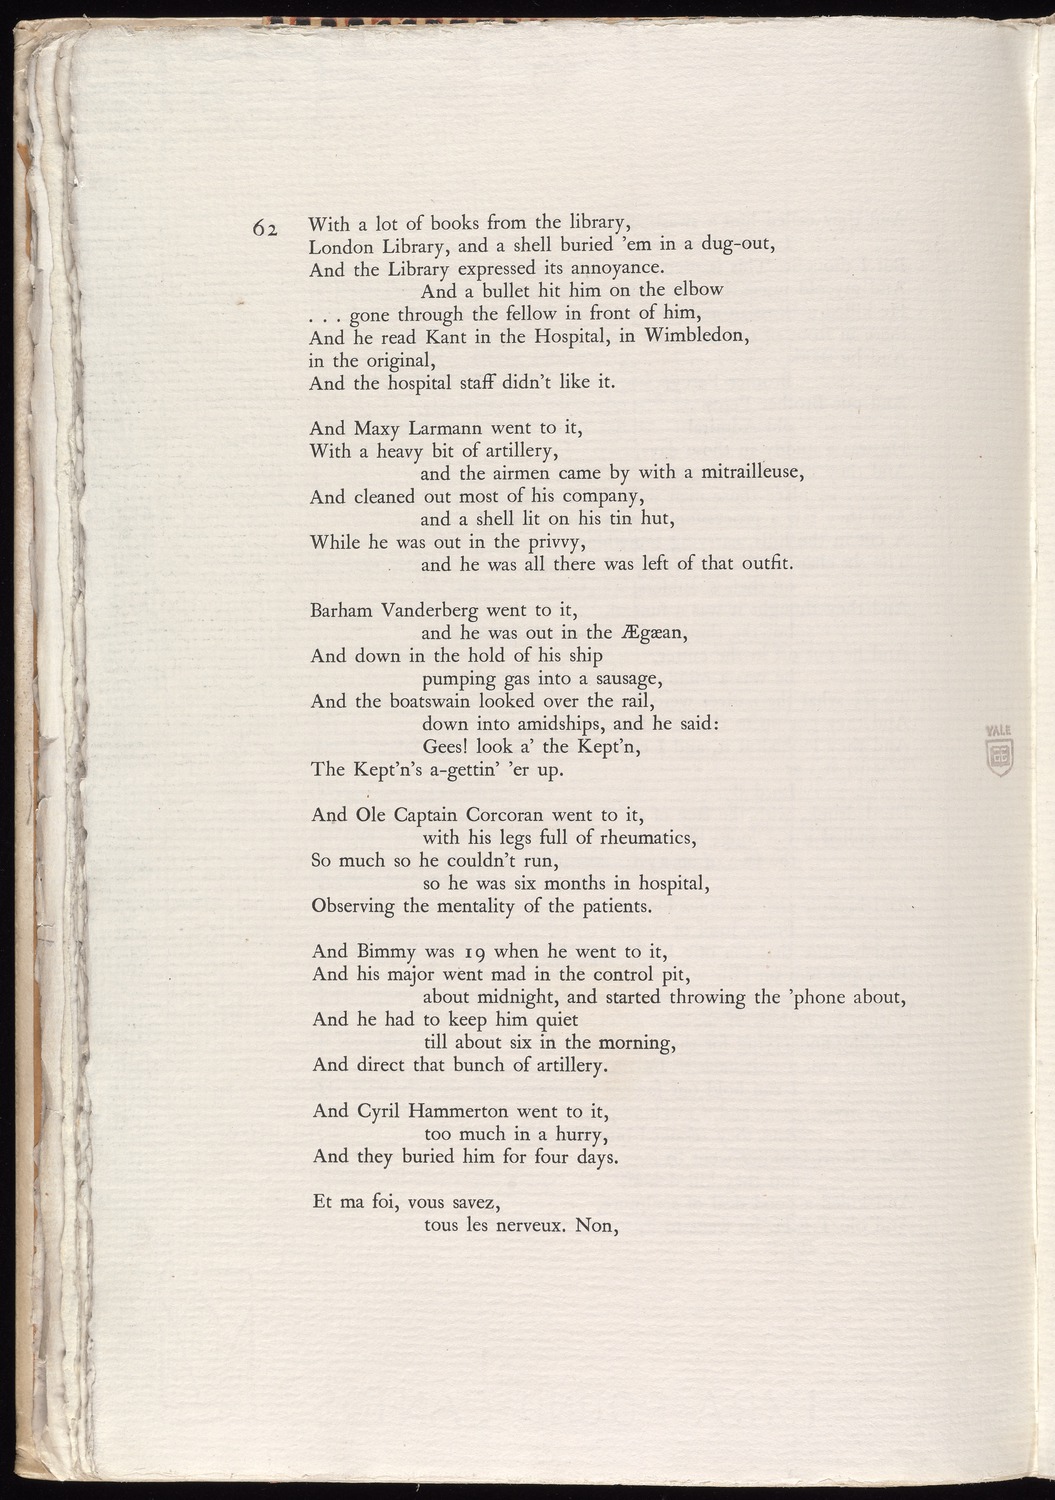 62 With a lot of books from the library,
London Library, and a shell buried ’em in a dug-out,
And the Library expressed its annoyance.
And a bullet hit him on the elbow
. . . gone through the fellow in front of him,
And he read Kant in the Hospital, in Wimbledon,
in the original,
And the hospital staff didn’t like it.
And Maxy Larmann went to it,
With a heavy bit of artillery,
and the airmen came by with a mitrailleuse,
And cleaned out most of his company,
and a shell lit on his tin hut,
While he was out in the privvy,
and he was all there was left of that outfit.
Barham Vanderberg went to it,
and he was out in the Ægæan,
And down in the hold of his ship
pumping gas into a sausage,
And the boatswain looked over the rail,
down into amidships, and he said:
Gees! look a’ the Kept’n,
The Kept’n’s a-gettin’ ’er up.
And Ole Captain Corcoran went to it,
with his legs full of rheumatics,
So much so he couldn’t run,
so he was six months in hospital,
Observing the mentality of the patients.
And Bimmy was 19 when he went to it,
And his major went mad in the control pit,
about midnight, and started throwing the ’phone about,
And he had to keep him quiet
till about six in the morning,
And direct that bunch of artillery.
And Cyril Hammerton went to it,
too much in a hurry,
And they buried him for four days.
Et ma foi, vous savez,
tous les nerveux. Non,
YALE